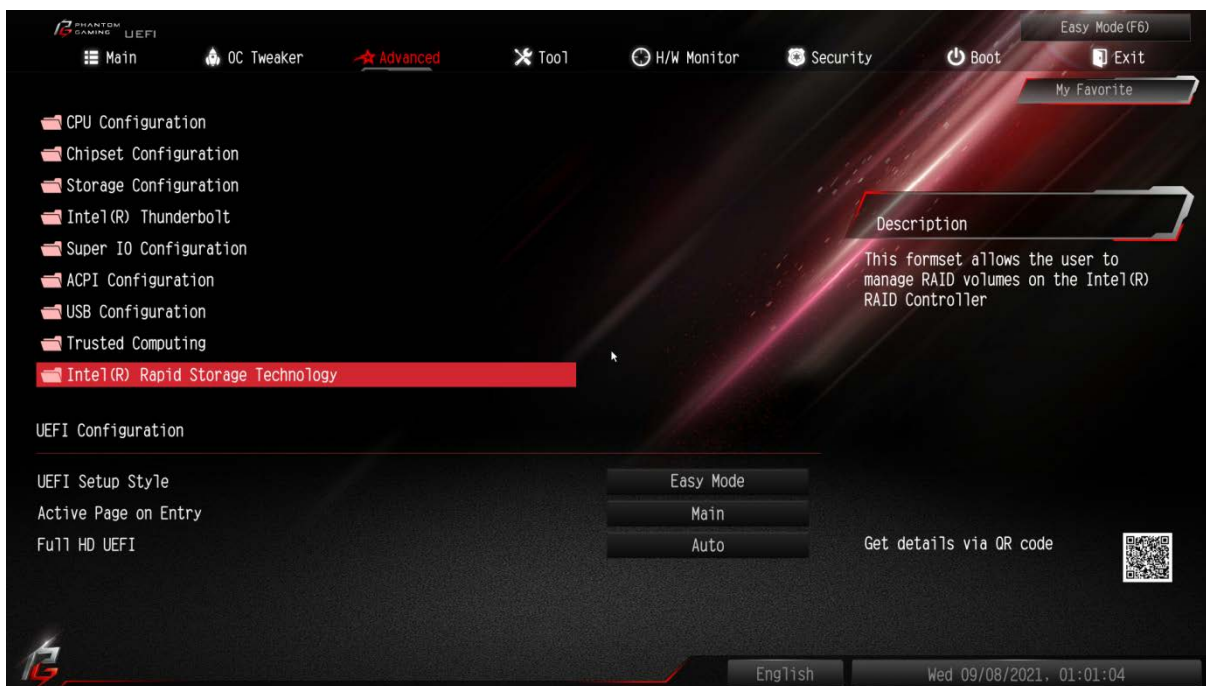 PHANTOM GAMING UEFI
Easy Mode(F6)
Main OC Tweaker Advanced Tool H/W Monitor Security Boot Exit
My Favorite
CPU Configuration
Chipset Configuration
Storage Configuration
Intel(R) Thunderbolt
Super IO Configuration
ACPI Configuration
USB Configuration
Trusted Computing
Intel(R) Rapid Storage Technology
Description
This formset allows the user to
manage RAID volumes on the Intel(R)
RAID Controller
UEFI Configuration
UEFI Setup Style Easy Mode
Active Page on Entry Main
Full HD UEFI Auto
Get details via QR code
English Wed 09/08/2021, 01:01:04